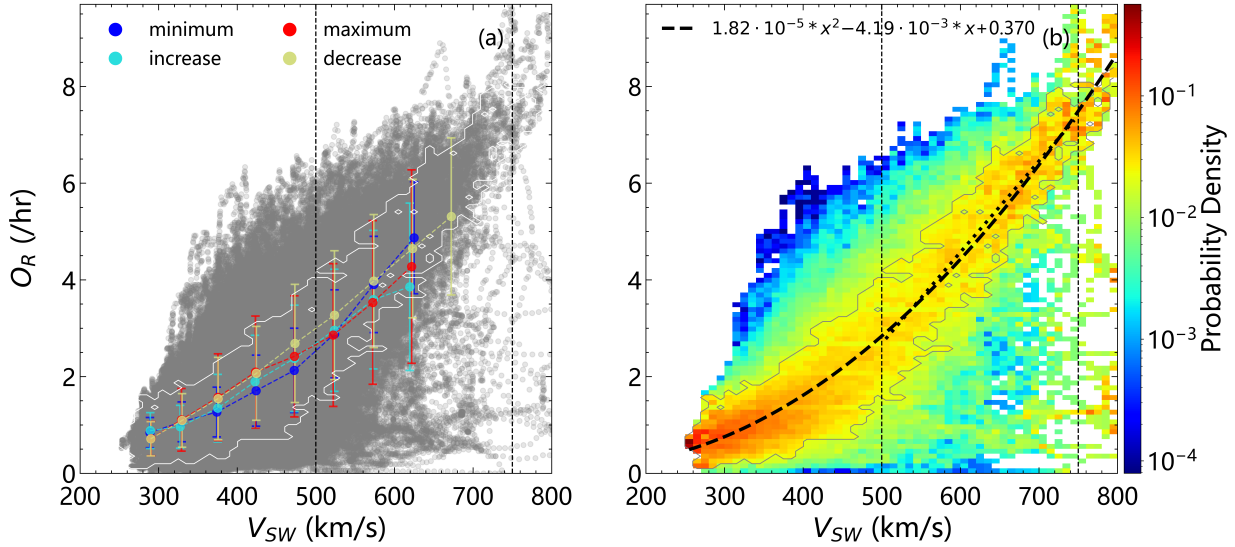 minimum
maximum
(a)
increase
decrease
O_R (/hr)
8
6
4
2
0
200 300 400 500 600 700 800
V_SW (km/s)
1.82 · 10^−5 * x^2−4.19 · 10^−3 * x+0.370
(b)
8
6
4
2
0
200 300 400 500 600 700 800
V_SW (km/s)
10^−1
10^−2
10^−3
10^−4
Probability Density